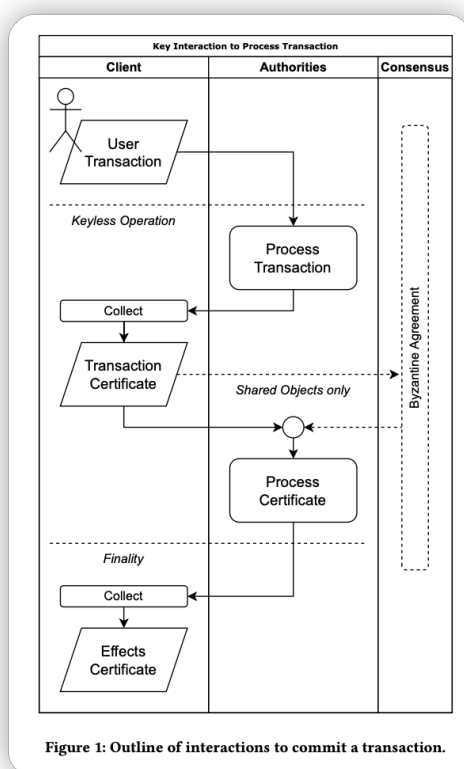 Key Interaction to Process Transaction
Client
Authorities
Consensus
User
Transaction
Keyless Operation
Process
Transaction
Collect
Transaction
Certificate
Shared Objects only
Byzantine Agreement
Process
Certificate
Finality
Collect
Effects
Certificate
Figure 1: Outline of interactions to commit a transaction.